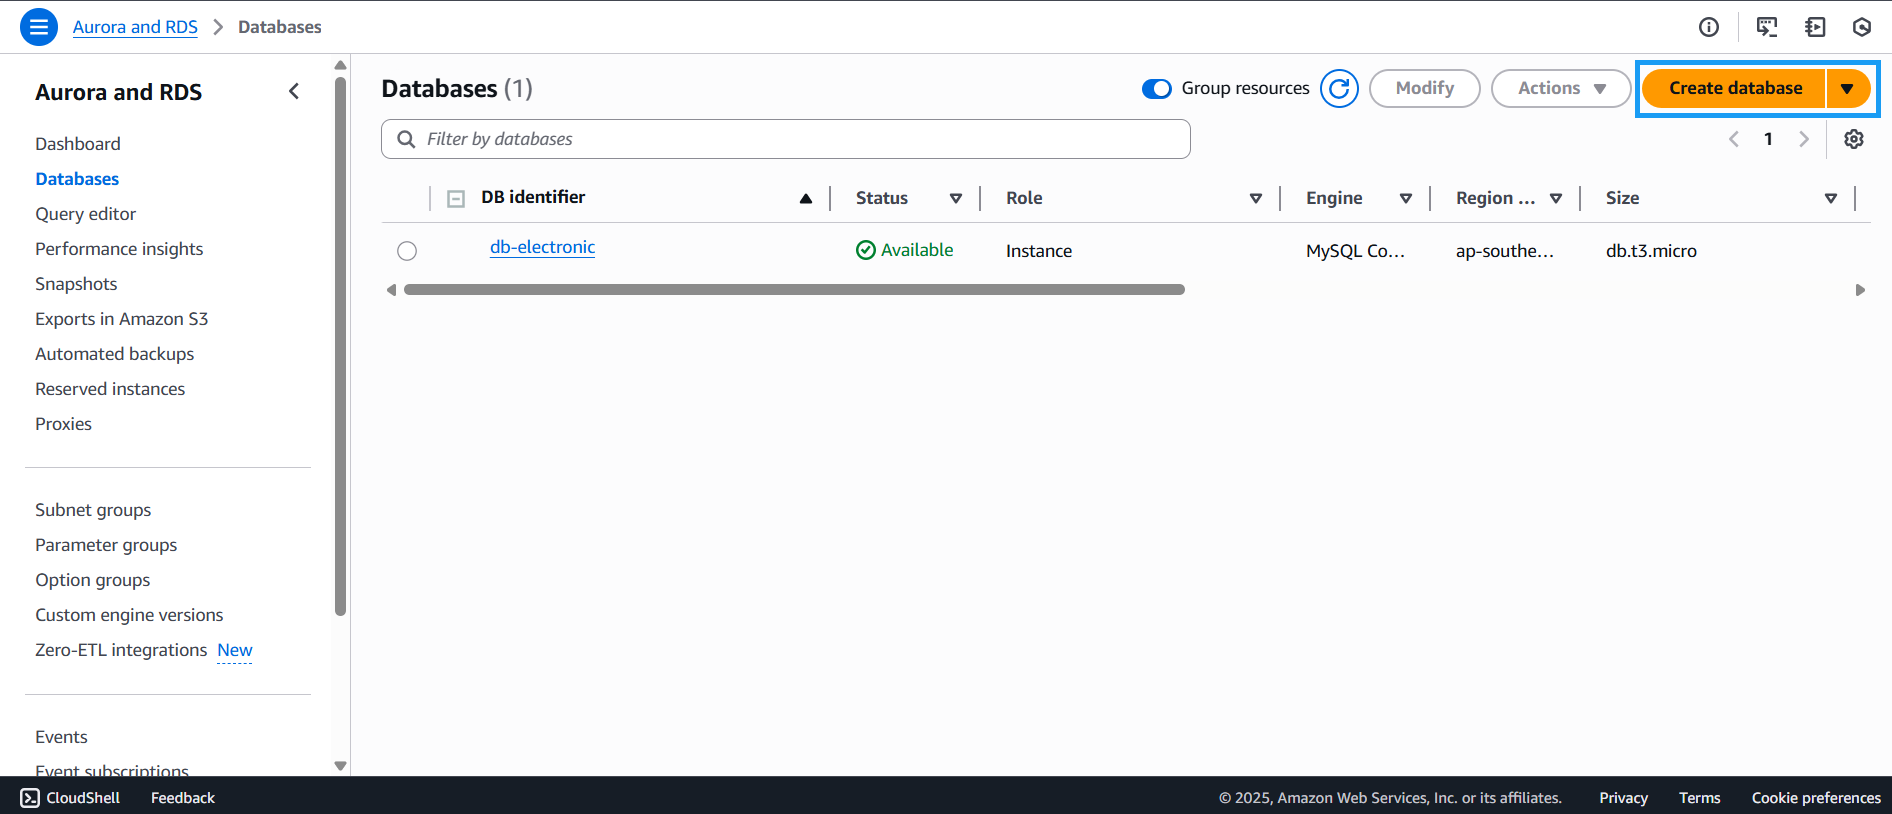 Aurora and RDS > Databases
Aurora and RDS
Dashboard
Databases
Query editor
Performance insights
Snapshots
Exports in Amazon S3
Automated backups
Reserved instances
Proxies
Subnet groups
Parameter groups
Option groups
Custom engine versions
Zero-ETL integrations New
Events
Event subscriptions
Databases (1)
Group resources
Modify
Actions
Create database
Filter by databases
1
DB identifier Status Role Engine Region ... Size
db-electronic Available Instance MySQL Co... ap-southe... db.t3.micro
CloudShell Feedback © 2025, Amazon Web Services, Inc. or its affiliates. Privacy Terms Cookie preferences